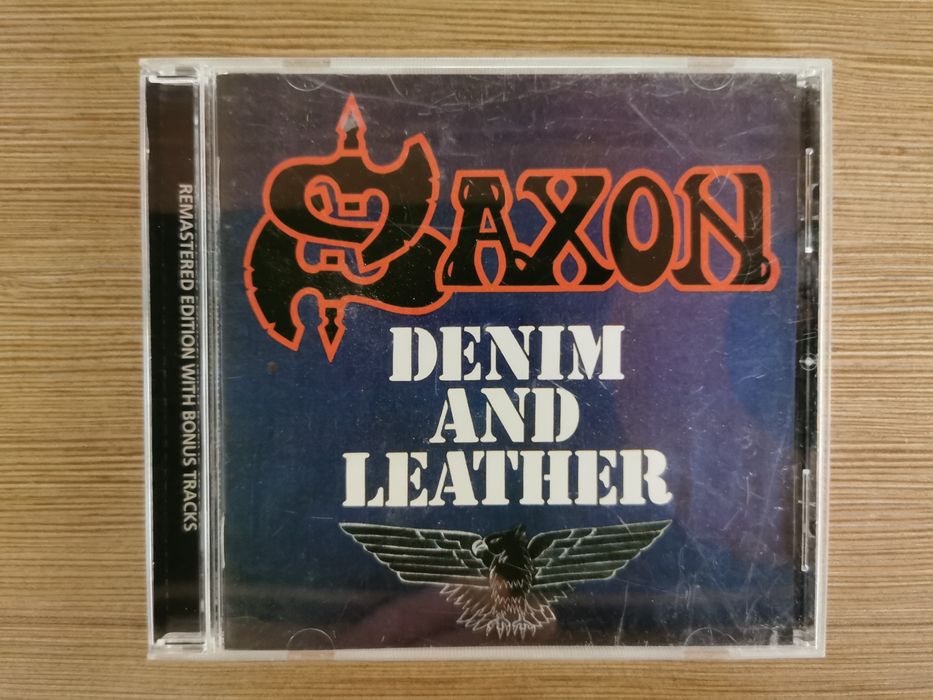 REMASTERED EDITION WITH BONUS TRACKS
SAXON
DENIM
AND
LEATHER